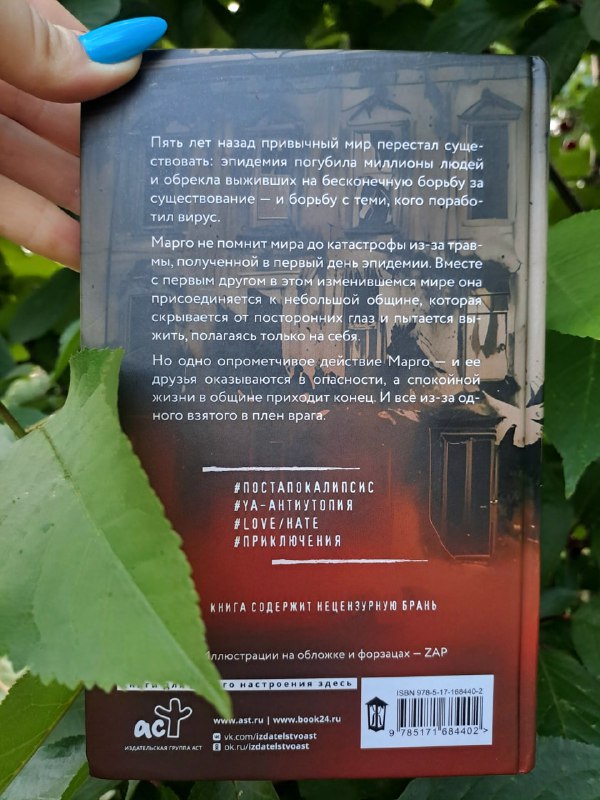 Пять лет назад привычный мир перестал суще-
ствовать: эпидемия погубила миллионы людей
и обрекла выживших на бесконечную борьбу за
существование — и борьбу с теми, кого порабо-
тил вирус.
Марго не помнит мира до катастрофы из-за трав-
мы, полученной в первый день эпидемии. Вместе
с первым другом в этом изменившемся мире она
присоединяется к небольшой общине, которая
скрывается от посторонних глаз и пытается вы-
жить, полагаясь только на себя.
Но одно опрометчивое действие Марго — и ее
друзья оказываются в опасности, а спокойной
жизни в общине приходит конец. И всё из-за од-
ного взятого в плен врага.
#ПОСТАПОКАЛИПСИС
#YA-АНТИУТОПИЯ
#LOVE/HATE
#ПРИКЛЮЧЕНИЯ
КНИГА СОДЕРЖИТ НЕЦЕНЗУРНУЮ БРАНЬ
Иллюстрации на обложке и форзацах — ZAP
настроения здесь
аст
ИЗДАТЕЛЬСКАЯ ГРУППА АСТ
www.ast.ru | www.book24.ru
vk.com/izdatelstvoast
ok.ru/izdatelstvoast
ISBN 978-5-17-168440-2
9 785171 684402 >